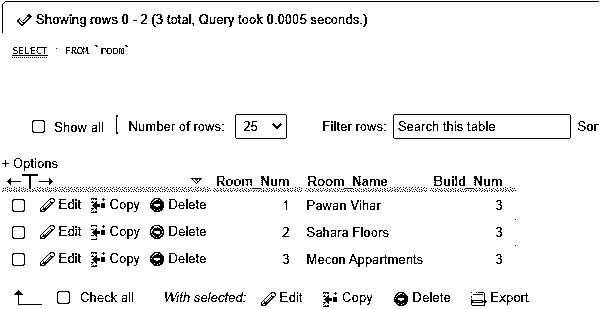 Showing rows 0 - 2 (3 total, Query took 0.0005 seconds.)
SELECT * FROM `room`
Show all Number of rows: 25 Filter rows: Search this table Sor
+ Options
Room_Num Room_Name Build_Num
Edit Copy Delete 1 Pawan Vihar 3
Edit Copy Delete 2 Sahara Floors 3
Edit Copy Delete 3 Mecon Appartments 3
Check all With selected: Edit Copy Delete Export